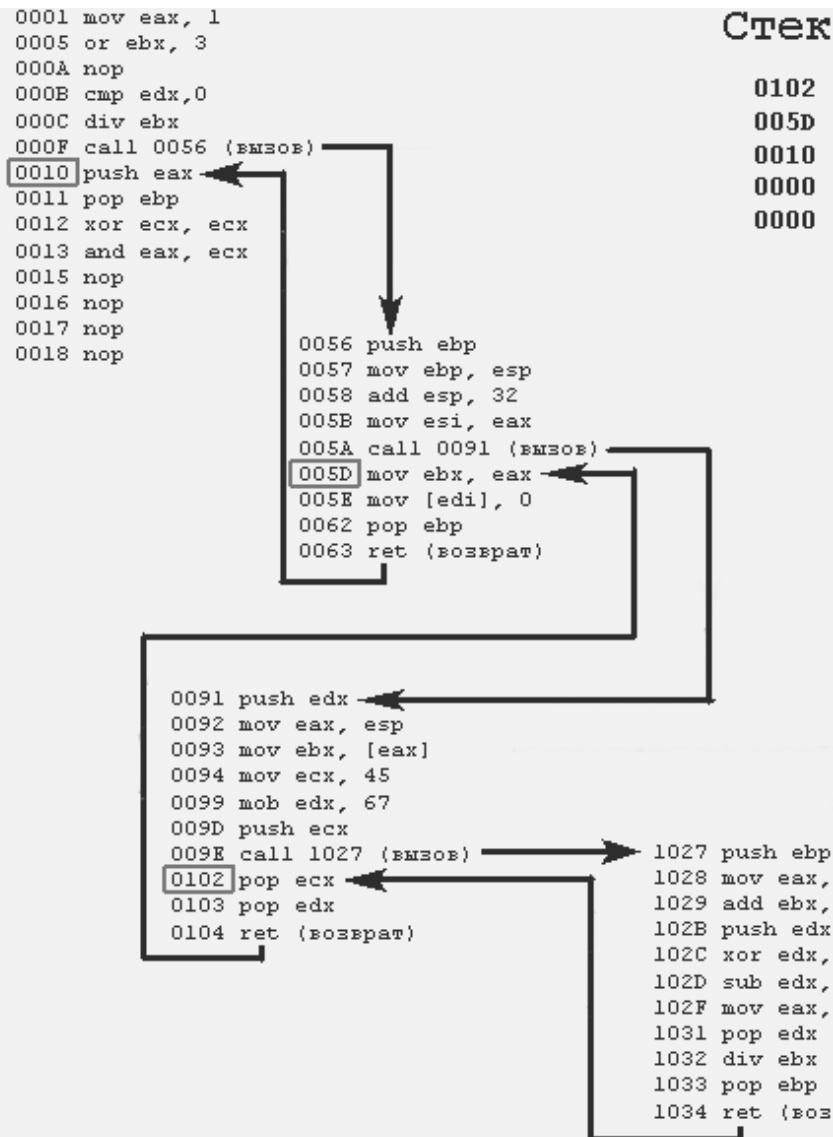 0001 mov eax, 1
0005 or ebx, 3
000A nop
000B cmp edx,0
000C div ebx
000F call 0056 (вызов)
0010 push eax
0011 pop ebp
0012 xor ecx, ecx
0013 and eax, ecx
0015 nop
0016 nop
0017 nop
0018 nop
Стек
0102
005D
0010
0000
0000
0056 push ebp
0057 mov ebp, esp
0058 add esp, 32
005B mov esi, eax
005A call 0091 (вызов)
005D mov ebx, eax
005E mov [edi], 0
0062 pop ebp
0063 ret (возврат)
0091 push edx
0092 mov eax, esp
0093 mov ebx, [eax]
0094 mov ecx, 45
0099 mob edx, 67
009D push ecx
009E call 1027 (вызов)
0102 pop ecx
0103 pop edx
0104 ret (возврат)
1027 push ebp
1028 mov eax,
1029 add ebx,
102B push edx
102C xor edx,
102D sub edx,
102F mov eax,
1031 pop edx
1032 div ebx
1033 pop ebp
1034 ret (воз